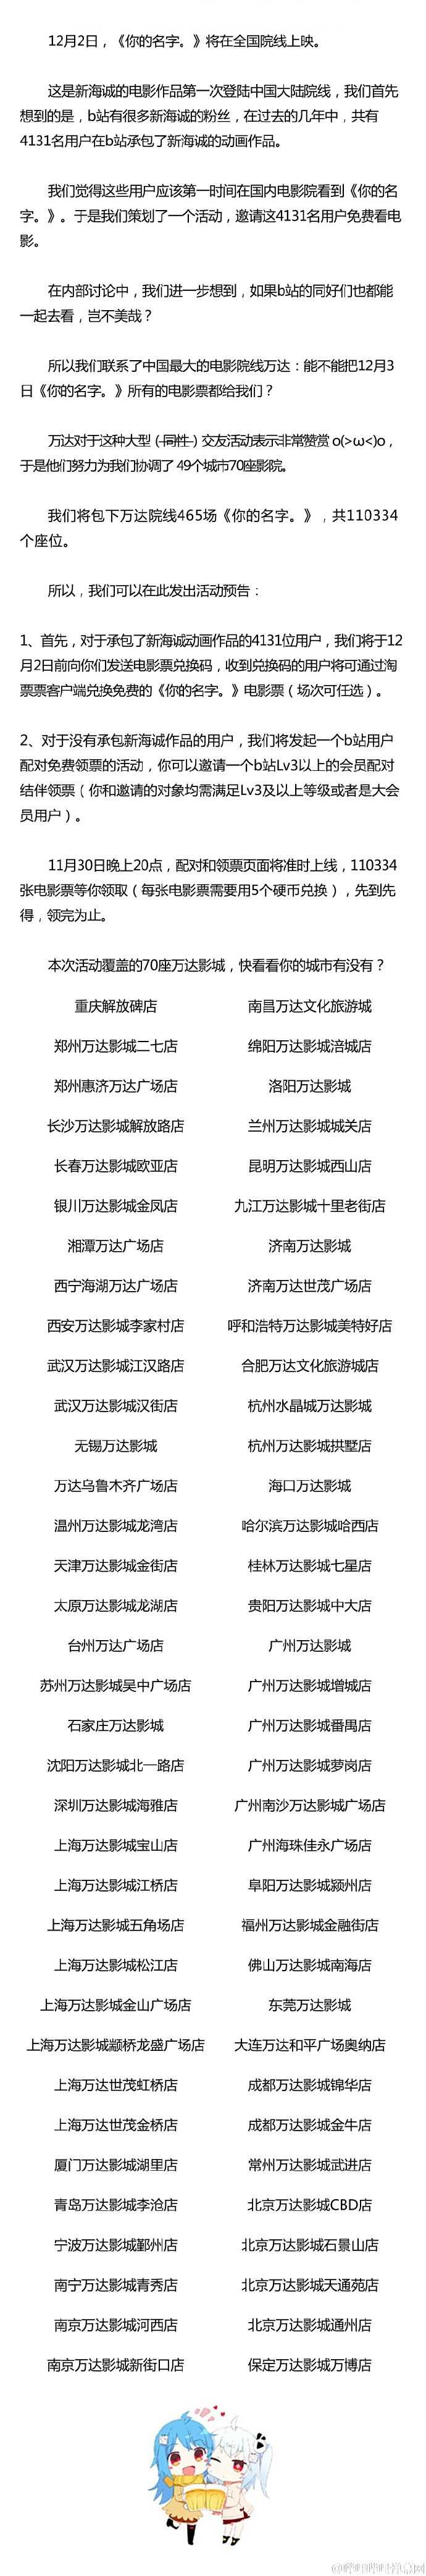 12月2日，《你的名字。》将在全国院线上映。
这是新海诚的电影作品第一次登陆中国大陆院线，我们首先
想到的是，b站有很多新海诚的粉丝，在过去的几年中，共有
4131名用户在b站承包了新海诚的动画作品。
我们觉得这些用户应该第一时间在国内电影院看到《你的名
字。》。于是我们策划了一个活动，邀请这4131名用户免费看电
影。
在内部讨论中，我们进一步想到，如果b站的同好们也都能
一起去看，岂不美哉？
所以我们联系了中国最大的电影院线万达：能不能把12月3
日《你的名字。》所有的电影票都给我们？
万达对于这种大型（同性）交友活动表示非常赞赏 o(>ω<)o，
于是他们努力为我们协调了 49个城市70座影院。
我们将包下万达院线465场《你的名字。》，共110334
个座位。
所以，我们可以在此发出活动预告：
1、首先，对于承包了新海诚动画作品的4131位用户，我们将于12
月2日前向你们发送电影票兑换码，收到兑换码的用户将可通过淘
票票客户端兑换免费的《你的名字。》电影票（场次可任选）。
2、对于没有承包新海诚作品的用户，我们将发起一个b站用户
配对免费领票的活动，你可以邀请一个b站Lv3以上的会员配对
结伴领票（你和邀请的对象均需满足Lv3及以上等级或者是大会
员用户）。
11月30日晚上20点，配对和领票页面将准时上线，110334
张电影票等你领取（每张电影票需要用5个硬币兑换），先到先
得，领完为止。
本次活动覆盖的70座万达影城，快看看你的城市有没有？
重庆解放碑店 南昌万达文化旅游城
郑州万达影城二七店 绵阳万达影城涪城店
郑州惠济万达广场店 洛阳万达影城
长沙万达影城解放路店 兰州万达影城城关店
长春万达影城欧亚店 昆明万达影城西山店
银川万达影城金凤店 九江万达影城十里老街店
湘潭万达广场店 济南万达影城
西宁海湖万达广场店 济南万达世茂广场店
西安万达影城李家村店 呼和浩特万达影城美特好店
武汉万达影城江汉路店 合肥万达文化旅游城店
武汉万达影城汉街店 杭州水晶城万达影城
无锡万达影城 杭州万达影城拱墅店
万达乌鲁木齐广场店 海口万达影城
温州万达影城龙湾店 哈尔滨万达影城哈西店
天津万达影城金街店 桂林万达影城七星店
太原万达影城龙湖店 贵阳万达影城中大店
台州万达广场店 广州万达影城
苏州万达影城吴中广场店 广州万达影城增城店
石家庄万达影城 广州万达影城番禺店
沈阳万达影城北一路店 广州万达影城萝岗店
深圳万达影城海雅店 广州南沙万达影城广场店
上海万达影城宝山店 广州海珠佳永广场店
上海万达影城江桥店 阜阳万达影城颍州店
上海万达影城五角场店 福州万达影城金融街店
上海万达影城松江店 佛山万达影城南海店
上海万达影城金山广场店 东莞万达影城
上海万达影城颛桥龙盛广场店 大连万达和平广场奥纳店
上海万达世茂虹桥店 成都万达影城锦华店
上海万达世茂金桥店 成都万达影城金牛店
厦门万达影城湖里店 常州万达影城武进店
青岛万达影城李沧店 北京万达影城CBD店
宁波万达影城鄞州店 北京万达影城石景山店
南宁万达影城青秀店 北京万达影城天通苑店
南京万达影城河西店 北京万达影城通州店
南京万达影城新街口店 保定万达影城万博店
@哔哩哔哩弹幕网